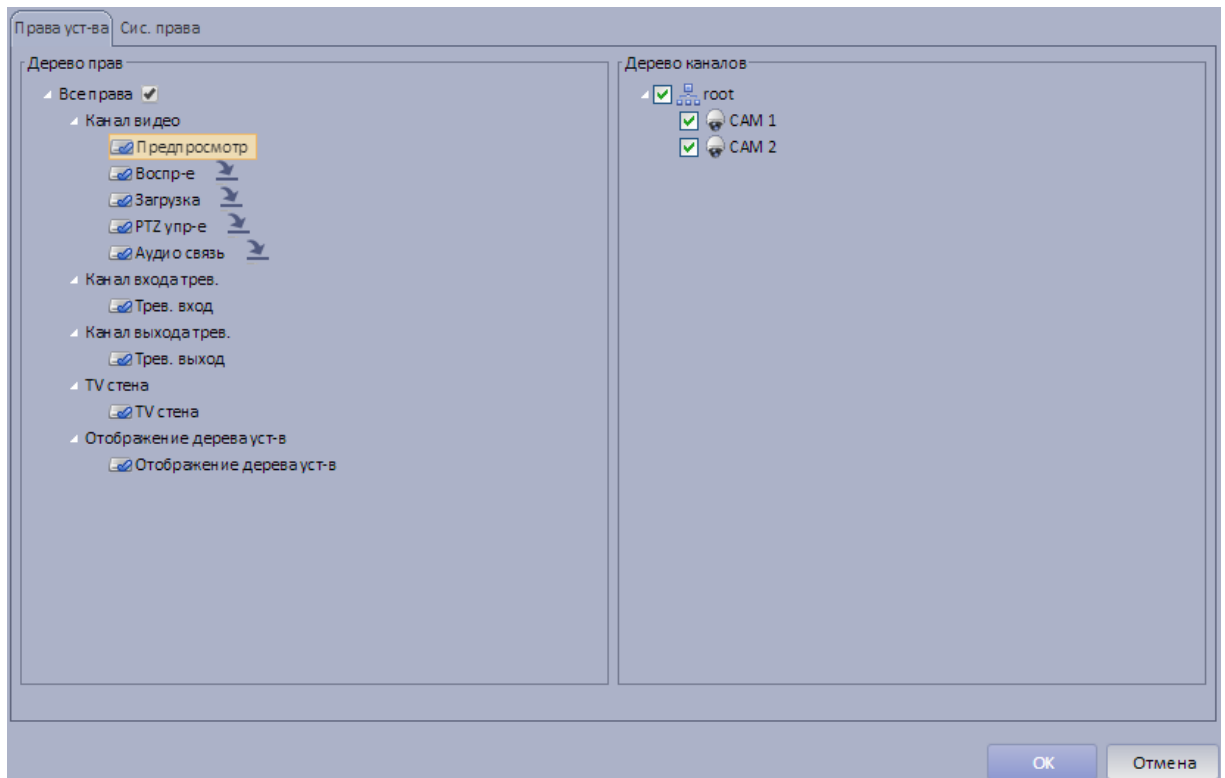 Права уст-ва Сис. права
Дерево прав
Все права
Канал видео
Предпросмотр
Воспр-е
Загрузка
PTZ упр-е
Аудио связь
Канал входа трев.
Трев. вход
Канал выхода трев.
Трев. выход
TV стена
TV стена
Отображение дерева уст-в
Отображение дерева уст-в
Дерево каналов
root
CAM 1
CAM 2
OK Отмена